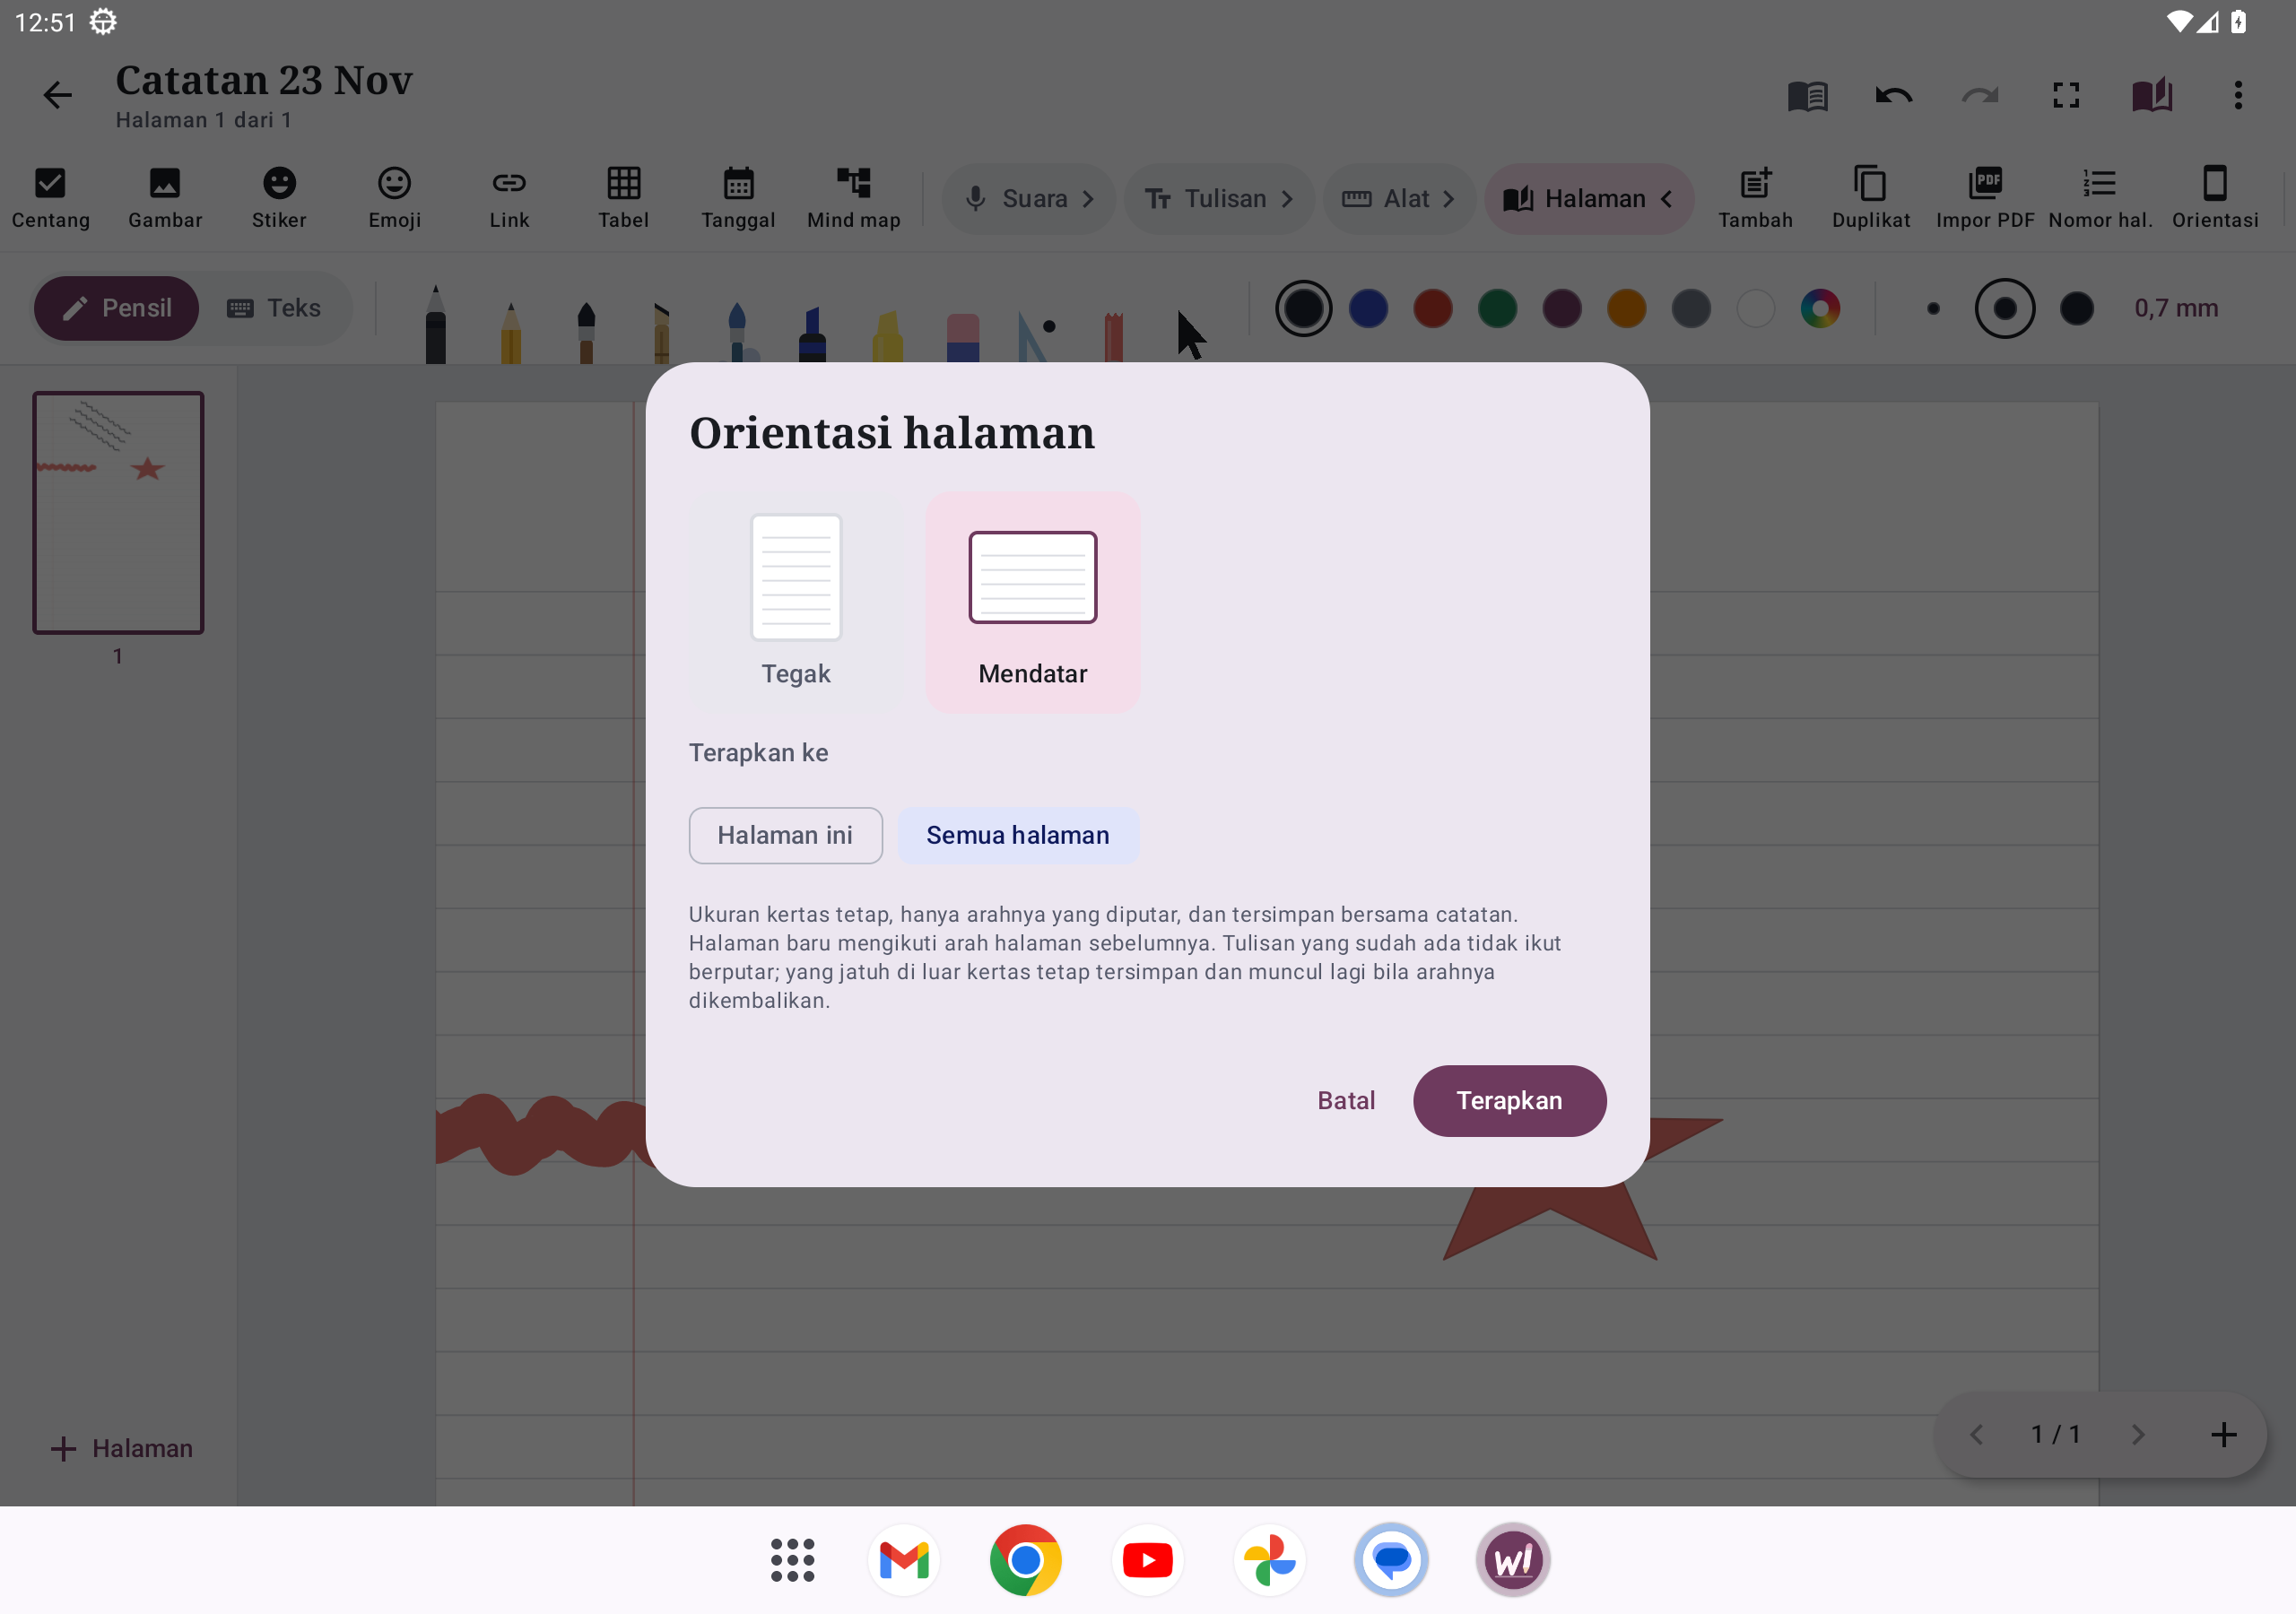 12:51
Catatan 23 Nov
Halaman 1 dari 1
Centang Gambar Stiker Emoji Link Tabel Tanggal Mind map Suara Tulisan Alat Halaman Tambah Duplikat Impor PDF Nomor hal. Orientasi
Pensil Teks 0,7 mm
1
Orientasi halaman
Tegak Mendatar
Terapkan ke
Halaman ini Semua halaman
Ukuran kertas tetap, hanya arahnya yang diputar, dan tersimpan bersama catatan.
Halaman baru mengikuti arah halaman sebelumnya. Tulisan yang sudah ada tidak ikut
berputar; yang jatuh di luar kertas tetap tersimpan dan muncul lagi bila arahnya
dikembalikan.
Batal Terapkan
Halaman
1 / 1